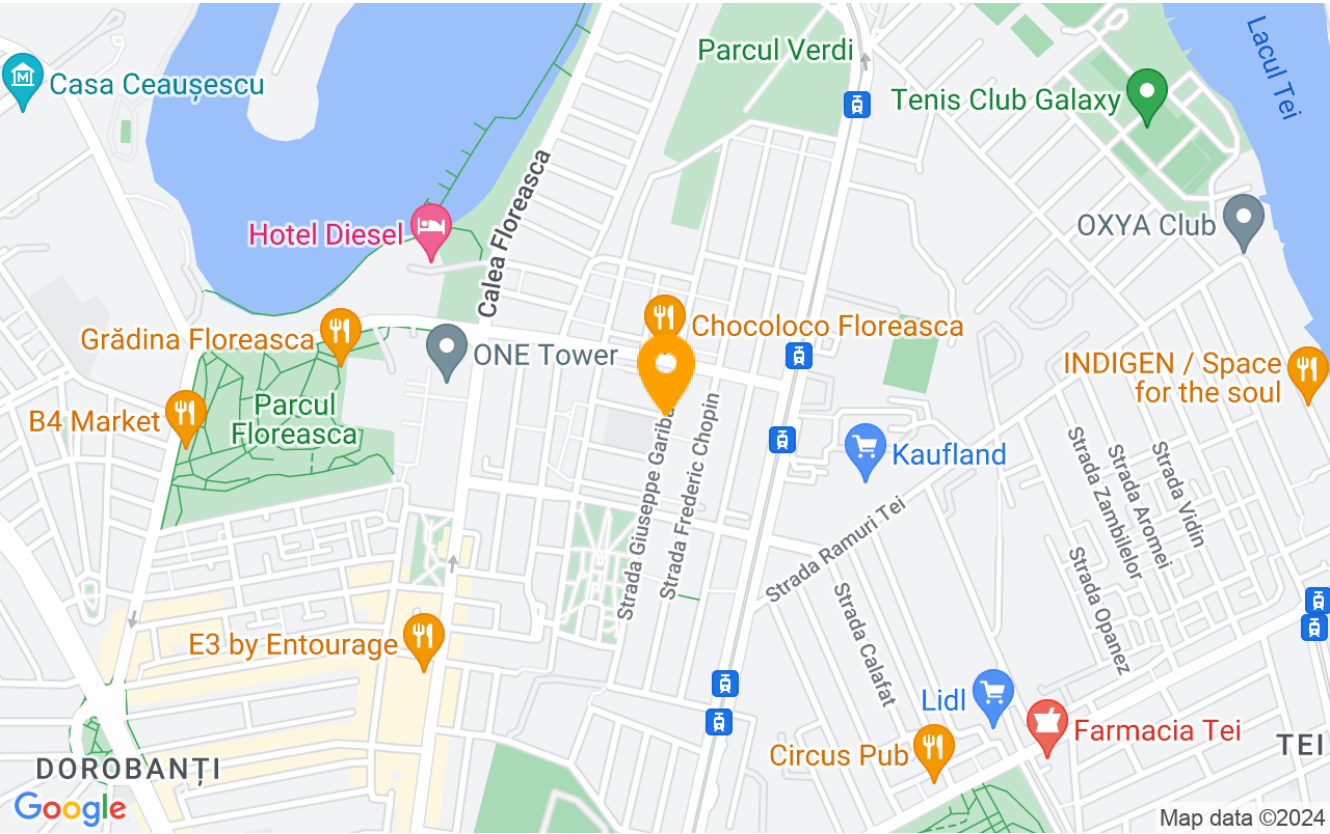 Parcul Verdi
Lacul Tei
Casa Ceaușescu
Tenis Club Galaxy
Calea Floreasca
Hotel Diesel
OXYA Club
Grădina Floreasca
Chocoloco Floreasca
ONE Tower
INDIGEN / Space
for the soul
B4 Market
Parcul
Floreasca
Strada Giuseppe Gariba
Strada Frederic Chopin
Kaufland
Strada Ramuri Tei
Strada Zambilelor
Strada Aromei
Strada Vidin
Strada Opanez
Strada Calafat
E3 by Entourage
Lidl
Farmacia Tei
Circus Pub
TEI
DOROBANȚI
Google
Map data ©2024